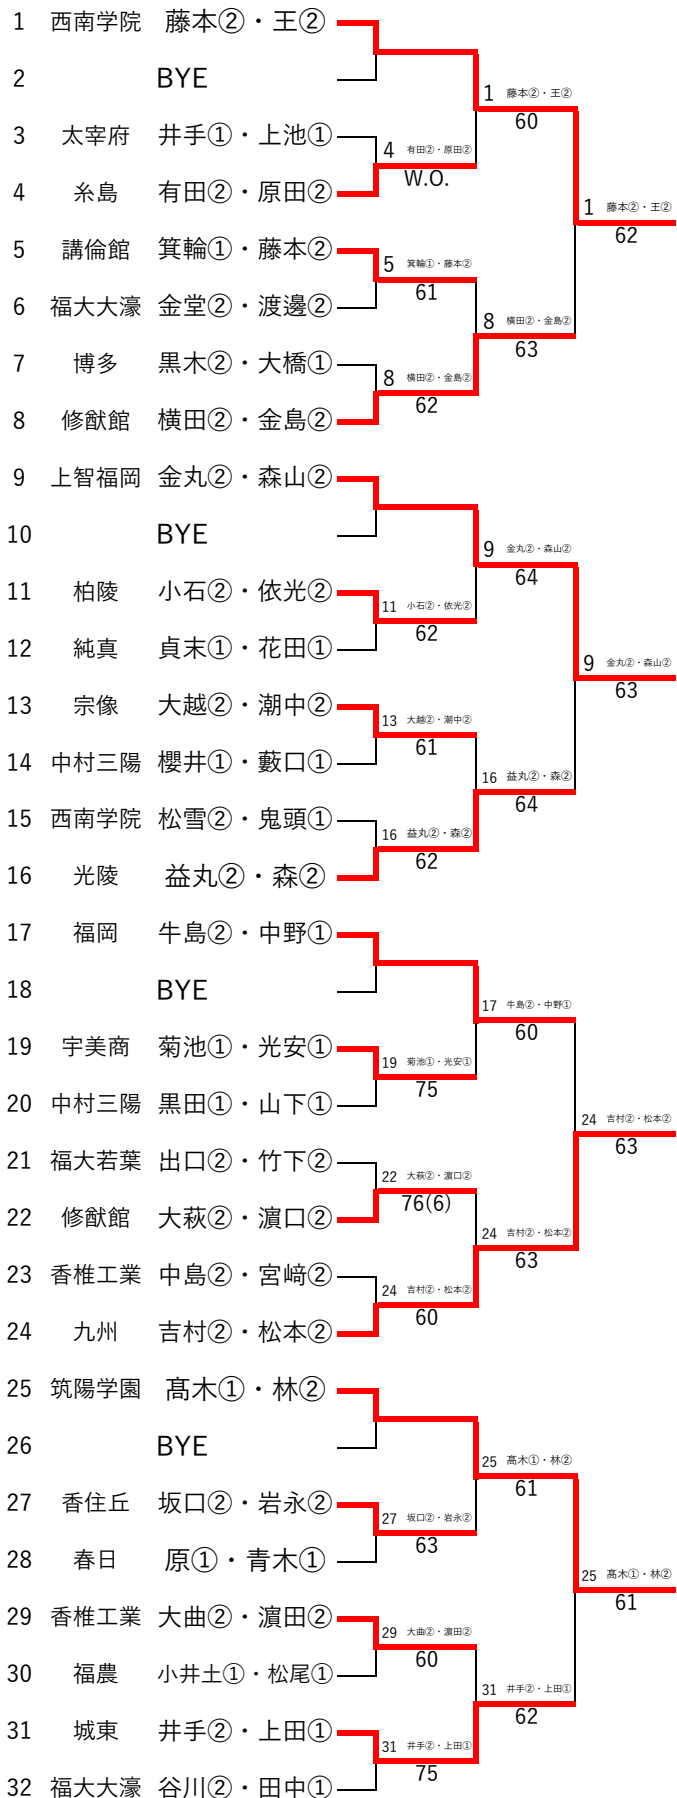 1 西南学院 藤本②・王②
2 BYE
1 藤本②・王②
60
3 太宰府 井手①・上池①
4 有田②・原田②
W.O.
4 糸島 有田②・原田②
1 藤本②・王②
62
5 講倫館 箕輪①・藤本②
5 箕輪①・藤本②
61
6 福大大濠 金堂②・渡邊②
8 横田②・金島②
63
7 博多 黒木②・大橋①
8 横田②・金島②
62
8 修猷館 横田②・金島②
9 上智福岡 金丸②・森山②
10 BYE
9 金丸②・森山②
64
11 柏陵 小石②・依光②
11 小石②・依光②
62
12 純真 貞末①・花田①
9 金丸②・森山②
63
13 宗像 大越②・潮中②
13 大越②・潮中②
61
14 中村三陽 櫻井①・藪口①
16 益丸②・森②
64
15 西南学院 松雪②・鬼頭①
16 益丸②・森②
62
16 光陵 益丸②・森②
17 福岡 牛島②・中野①
18 BYE
17 牛島②・中野①
60
19 宇美商 菊池①・光安①
19 菊池①・光安①
75
20 中村三陽 黒田①・山下①
24 吉村②・松本②
63
21 福大若葉 出口②・竹下②
22 大萩②・濵口②
76(6)
22 修猷館 大萩②・濵口②
24 吉村②・松本②
63
23 香椎工業 中島②・宮﨑②
24 吉村②・松本②
60
24 九州 吉村②・松本②
25 筑陽学園 髙木①・林②
26 BYE
25 髙木①・林②
61
27 香住丘 坂口②・岩永②
27 坂口②・岩永②
63
28 春日 原①・青木①
25 髙木①・林②
61
29 香椎工業 大曲②・濵田②
29 大曲②・濵田②
60
30 福農 小井土①・松尾①
31 井手②・上田①
62
31 城東 井手②・上田①
31 井手②・上田①
75
32 福大大濠 谷川②・田中①